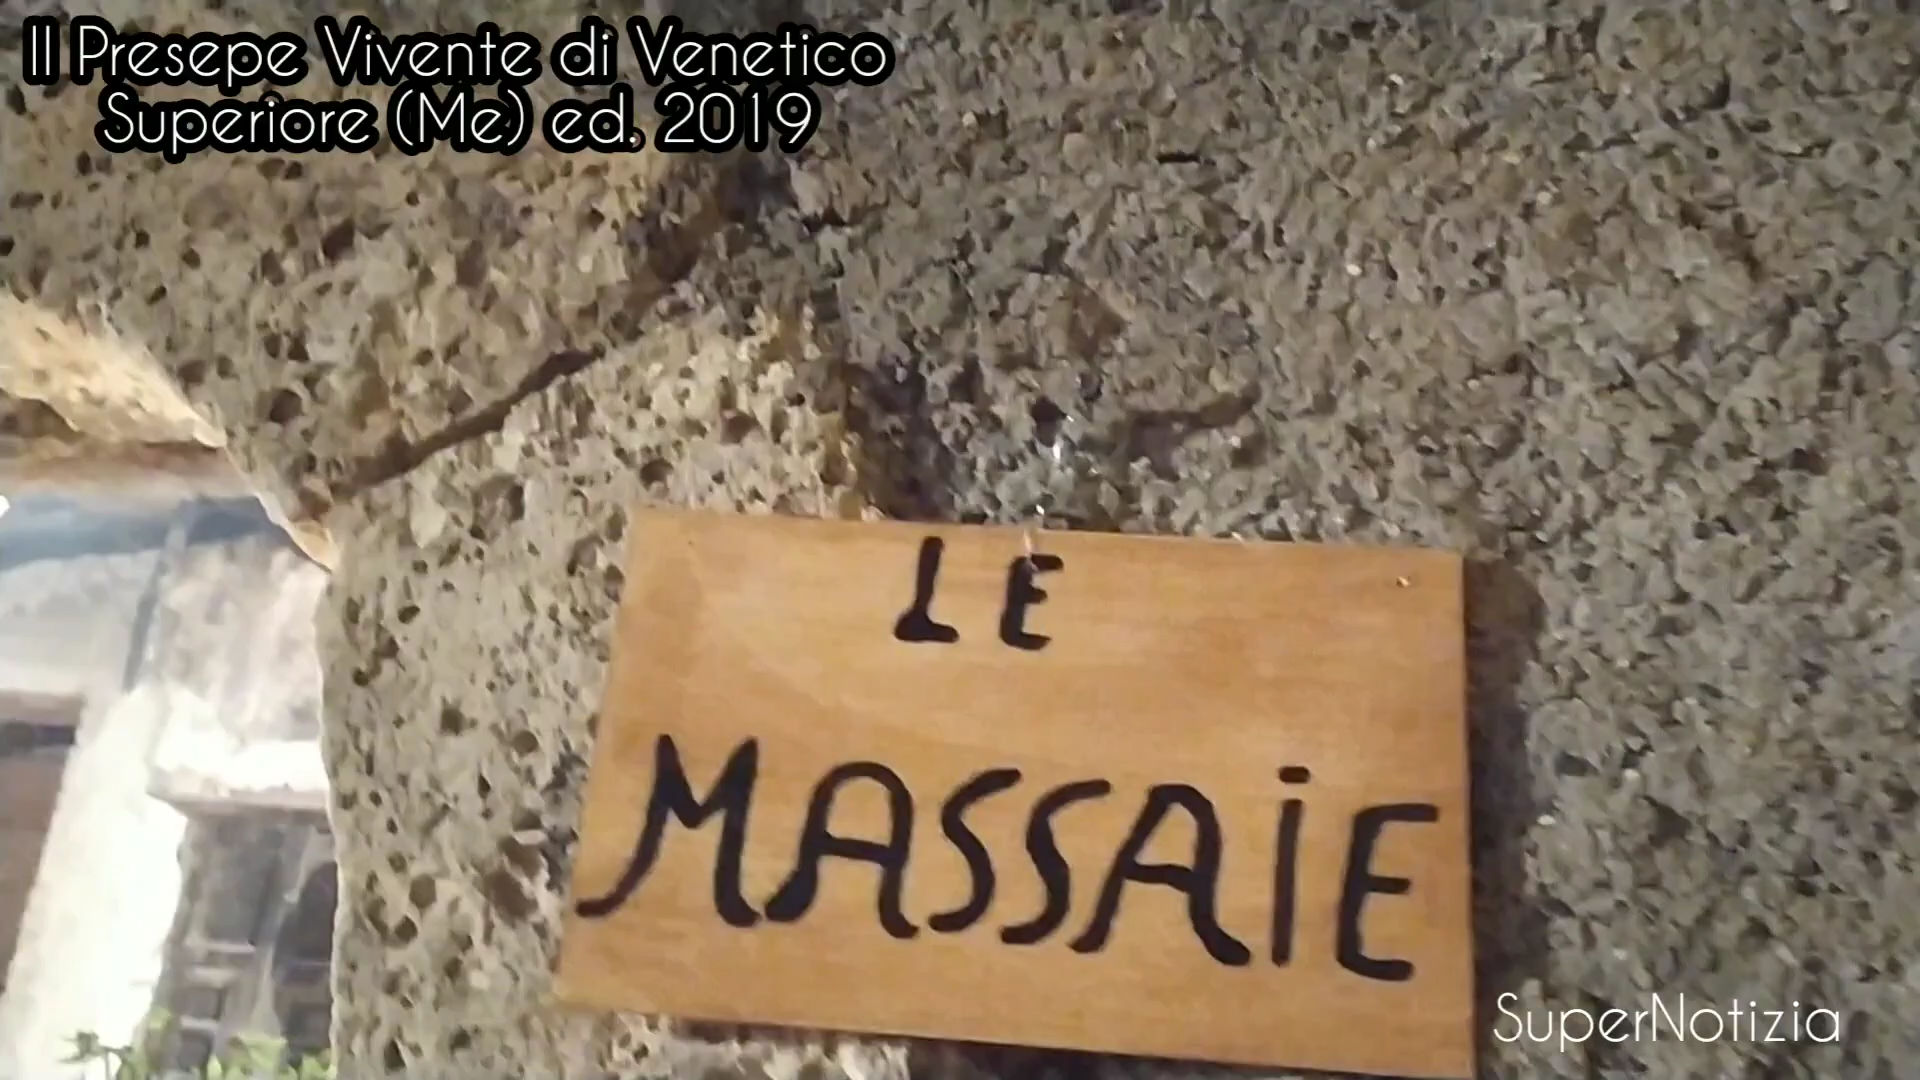 Il Presepe Vivente di Venetico
Superiore (Me) ed. 2019
LE
MASSAiE
SuperNotizia